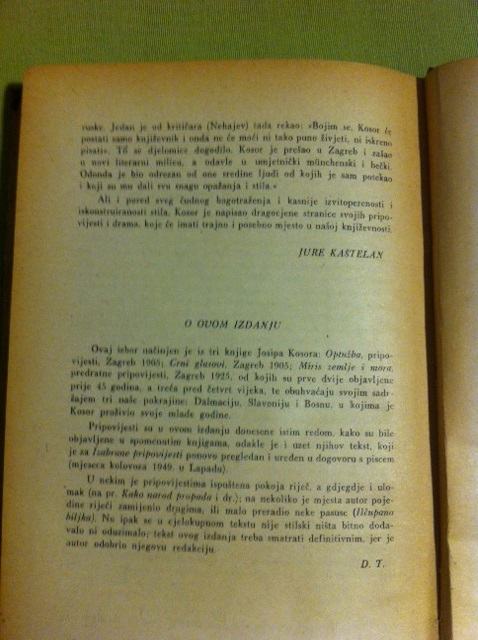 ruske. Jedan je od kritičara (Nehajev) tada rekao: »Bojim se, Kosor će
postati samo književnik i onda ne će moći ni tako puno živjeti, ni iskreno
pisati«. To se djelomice dogodilo. Kosor je prešao u Zagreb i zašao
u novi literarni milieu, a odavle u umjetnički münchenski i bečki.
Odonda je bio odrezan od one sredine ljudi od kojih je sam potekao
i koji su mu dali svu snagu opažanja i stila.«
Ali i pored sveg čudnog bogotraženja i kasnije izvitoperenosti i
iskonstruiranosti stila, Kosor je napisao dragocjene stranice svojih pripo-
vijesti i drama, koje će imati trajno i posebno mjesto u našoj književnosti.
JURE KAŠTELAN
O OVOM IZDANJU
Ovaj izbor načinjen je iz tri knjige Josipa Kosora: Optužba, pripo-
vijesti, Zagreb 1905; Crni glasovi, Zagreb 1905; Miris zemlje i mora,
predratne pripovijesti, Zagreb 1925, od kojih su prve dvije objavljene
prije 45 godina, a treća pred četvrt vijeka, te obuhvaćaju svojim sadr-
žajem tri naše pokrajine: Dalmaciju, Slavoniju i Bosnu, u kojima je
Kosor proživio svoje mlade godine.
Pripovijesti su u ovom izdanju donesene istim redom, kako su bile
objavljene u spomenutim knjigama, odakle je i uzet njihov tekst, koji
je za Izabrane pripovijesti ponovo pregledan i uređen u dogovoru s piscem
(mjeseca kolovoza 1949. u Lapadu).
U nekim je pripovijestima ispuštena pokoja riječ, a gdjegdje i ulo-
mak (na pr. Kako narod propada i dr.); na nekoliko je mjesta autor poje-
dine riječi zamijenio drugima, ili malo preradio neke pasuse (Iščupana
biljka). No ipak se u cjelokupnom tekstu nije stilski ništa bitno doda-
valo ni oduzimalo; tekst ovog izdanja treba smatrati definitivnim, jer je
autor odobrio njegovu redakciju.
D. T.